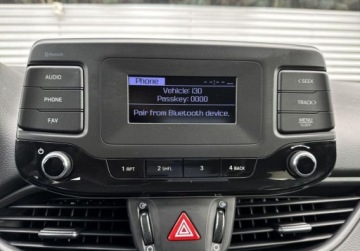 Bluetooth
AUDIO
PHONE
FAV
Phone
Vehicle: i30
Passkey: 0000
Pair from Bluetooth device.
< SEEK
TRACK >
MENU
1 RPT
2 SHFL
3
4 BACK